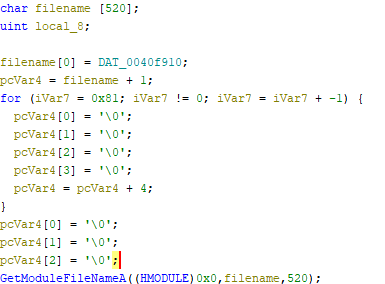 char filename [520];
uint local_8;

filename[0] = DAT_0040f910;
pcVar4 = filename + 1;
for (iVar7 = 0x81; iVar7 != 0; iVar7 = iVar7 + -1) {
  pcVar4[0] = '\0';
  pcVar4[1] = '\0';
  pcVar4[2] = '\0';
  pcVar4[3] = '\0';
  pcVar4 = pcVar4 + 4;
}
pcVar4[0] = '\0';
pcVar4[1] = '\0';
pcVar4[2] = '\0';
GetModuleFileNameA((HMODULE)0x0,filename,520);